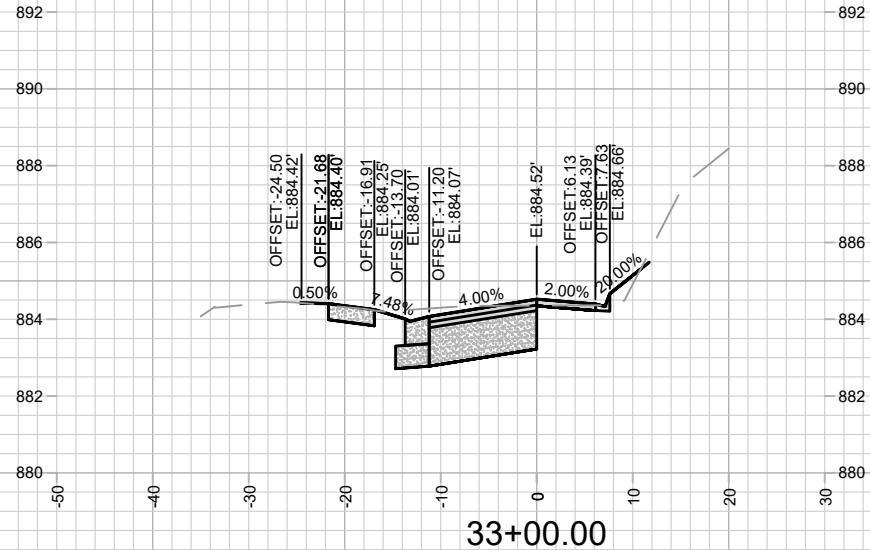 892
892
890
890
888
888
886
886
884
884
882
882
880
880
OFFSET:-24.50
EL:884.42'
OFFSET:-21.68
EL:884.40'
OFFSET:-16.91
EL:884.25'
OFFSET:-13.70
EL:884.01'
OFFSET:-11.20
EL:884.07'
EL:884.52'
OFFSET:6.13
EL:884.39'
OFFSET:7.63
EL:884.66'
0.50%
7.48%
4.00%
2.00%
20.00%
-50
-40
-30
-20
-10
0
10
20
30
33+00.00